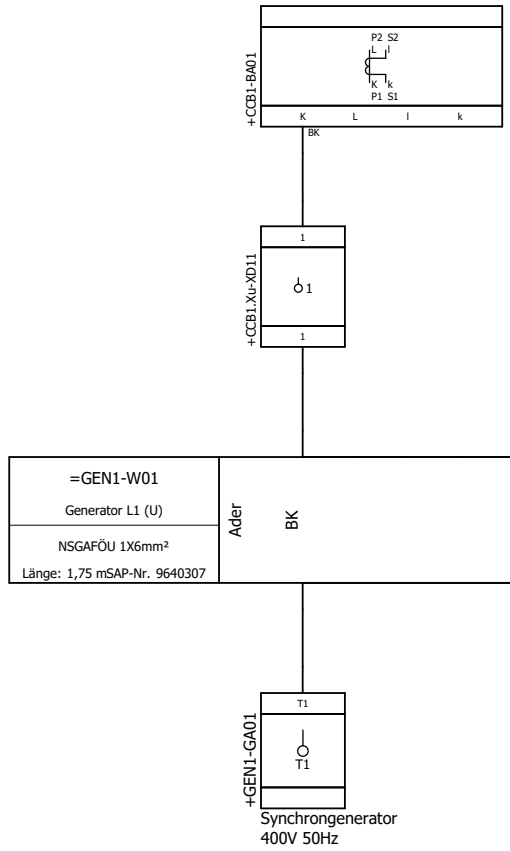 +CCB1-BA01
P2 S2
L l
K k
P1 S1
K L l k
BK
+CCB1.Xu-XD11
1
1
1
=GEN1-W01
Generator L1 (U)
NSGAFÖU 1X6mm²
Länge: 1,75 mSAP-Nr. 9640307
Ader
BK
+GEN1-GA01
T1
T1
Synchrongenerator
400V 50Hz